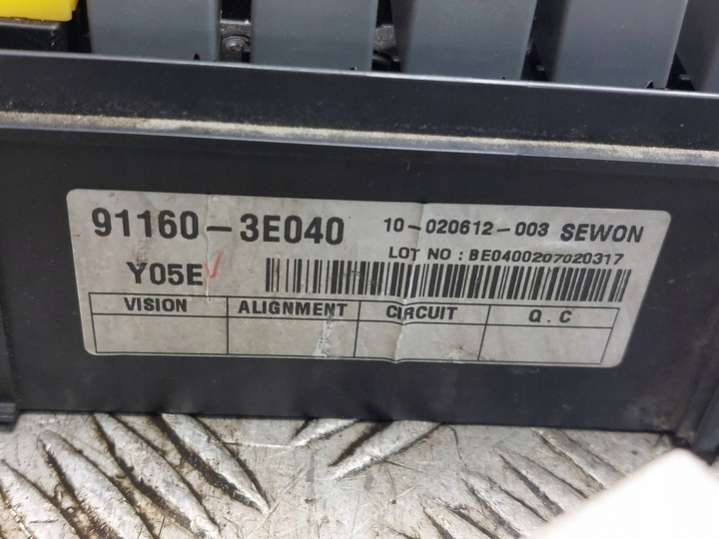 91160-3E040 10-020612-003 SEWON
LOT NO : BE0400207020317
Y05E
VISION ALIGNMENT CIRCUIT Q.C